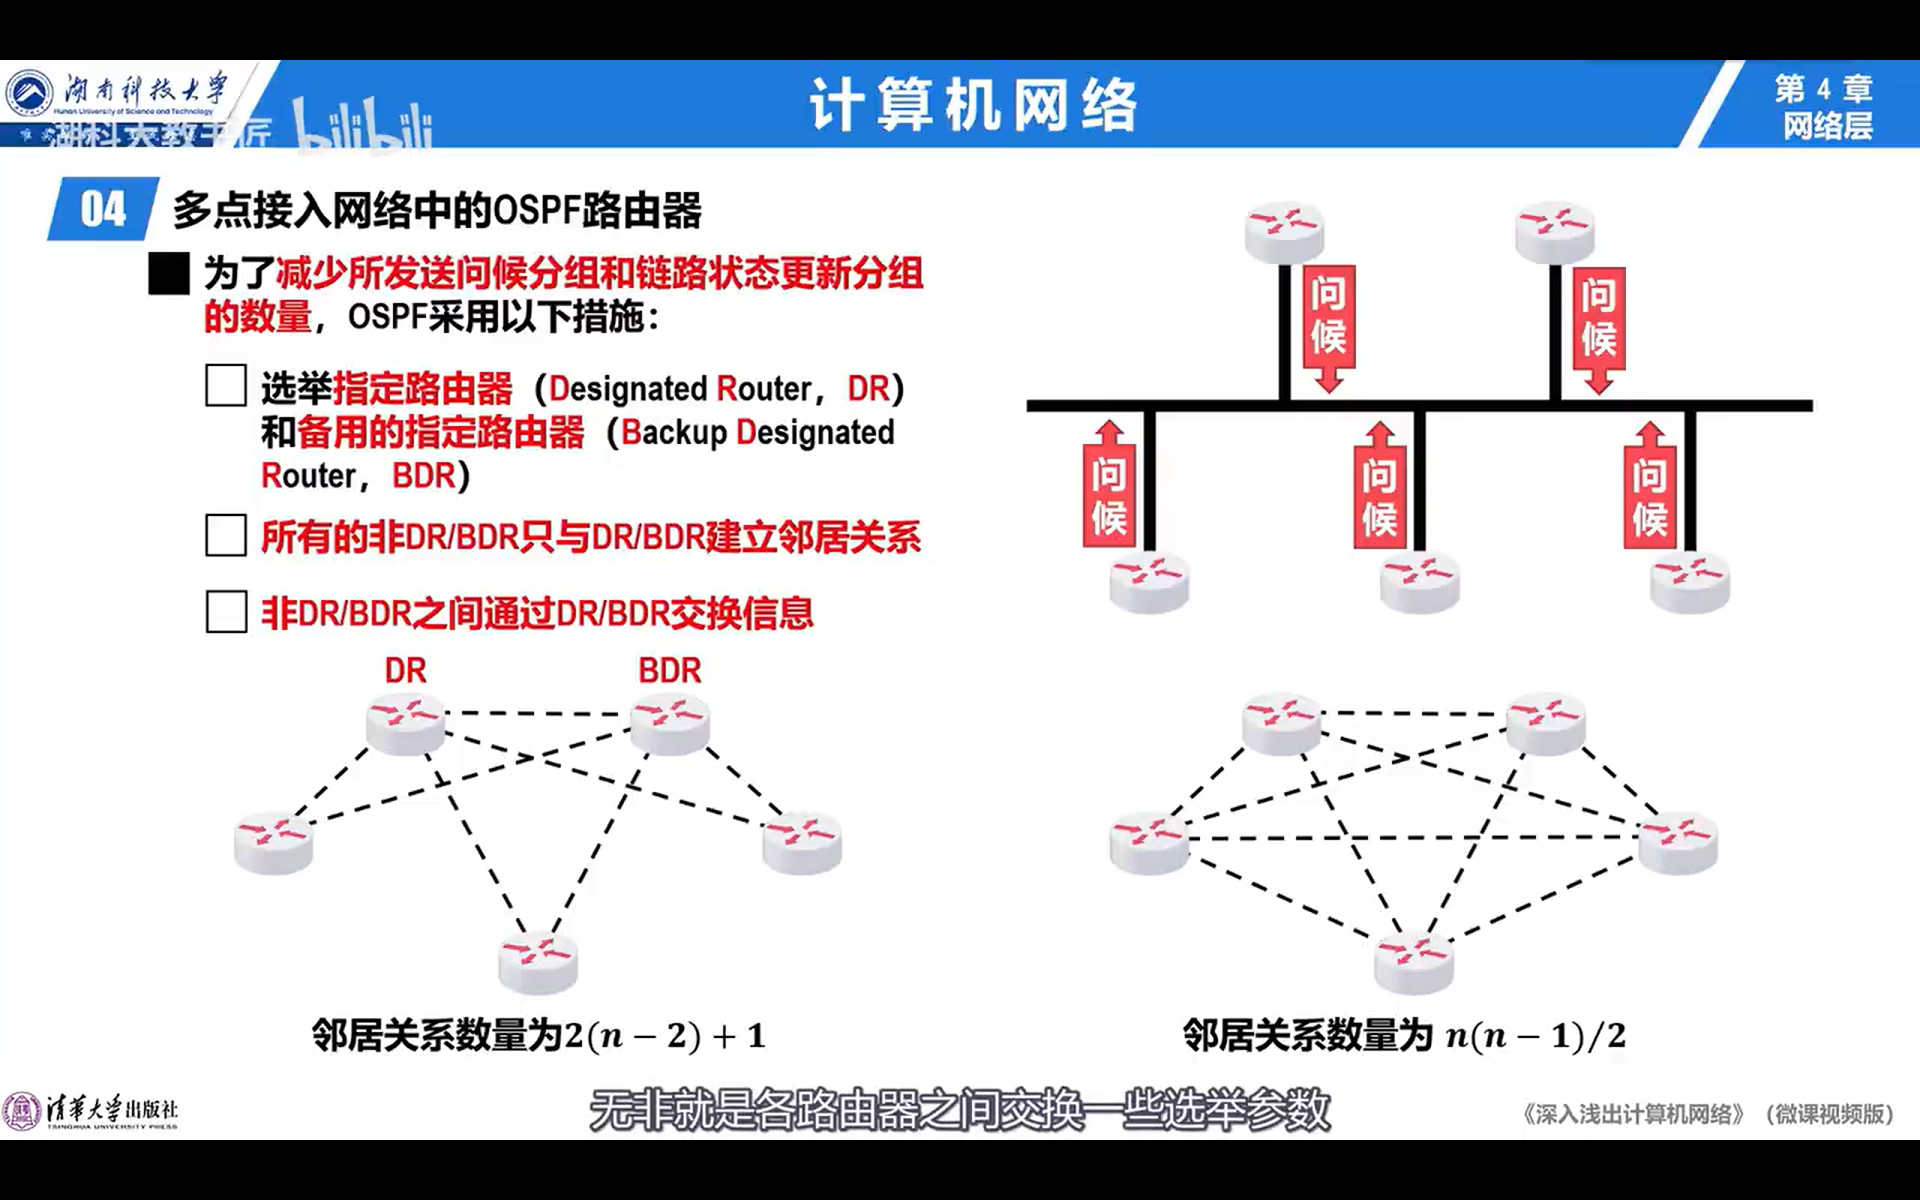 湖南科技大学
Hunan University of Science and Technology
湖科大教书匠 bilibili
计算机网络
第 4 章
网络层
04 多点接入网络中的OSPF路由器
为了减少所发送问候分组和链路状态更新分组
的数量，OSPF采用以下措施：
选举指定路由器（Designated Router，DR）
和备用的指定路由器（Backup Designated
Router，BDR）
所有的非DR/BDR只与DR/BDR建立邻居关系
非DR/BDR之间通过DR/BDR交换信息
问候
问候
问候
问候
问候
DR
BDR
邻居关系数量为2(n − 2) + 1
邻居关系数量为 n(n − 1)/2
无非就是各路由器之间交换一些选举参数
清华大学出版社
TSINGHUA UNIVERSITY PRESS
《深入浅出计算机网络》（微课视频版）